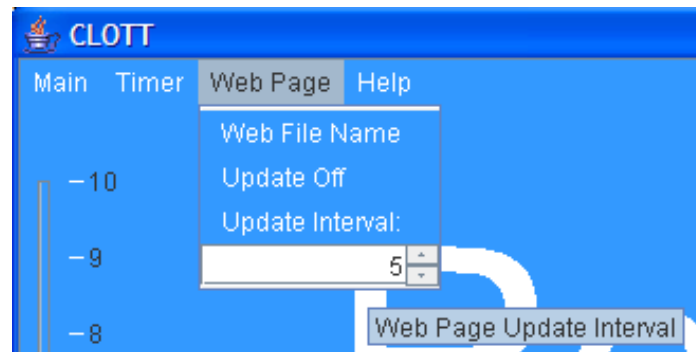 CLOTT
Main Timer Web Page Help
Web File Name
Update Off
Update Interval:
5
Web Page Update Interval
10
9
8